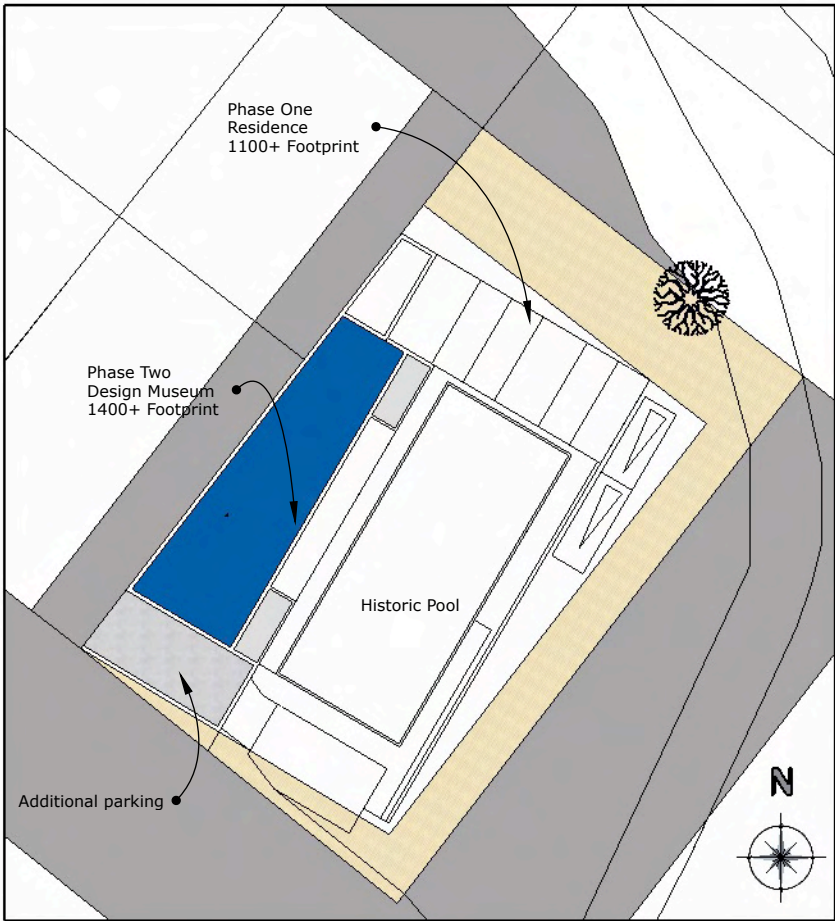 Phase One
Residence
1100+ Footprint
Phase Two
Design Museum
1400+ Footprint
Historic Pool
Additional parking
N